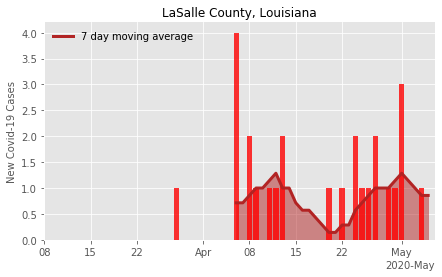 LaSalle County, Louisiana
7 day moving average
New Covid-19 Cases
4.0
3.5
3.0
2.5
2.0
1.5
1.0
0.5
0.0
08 15 22 Apr 08 15 22 May
2020-May